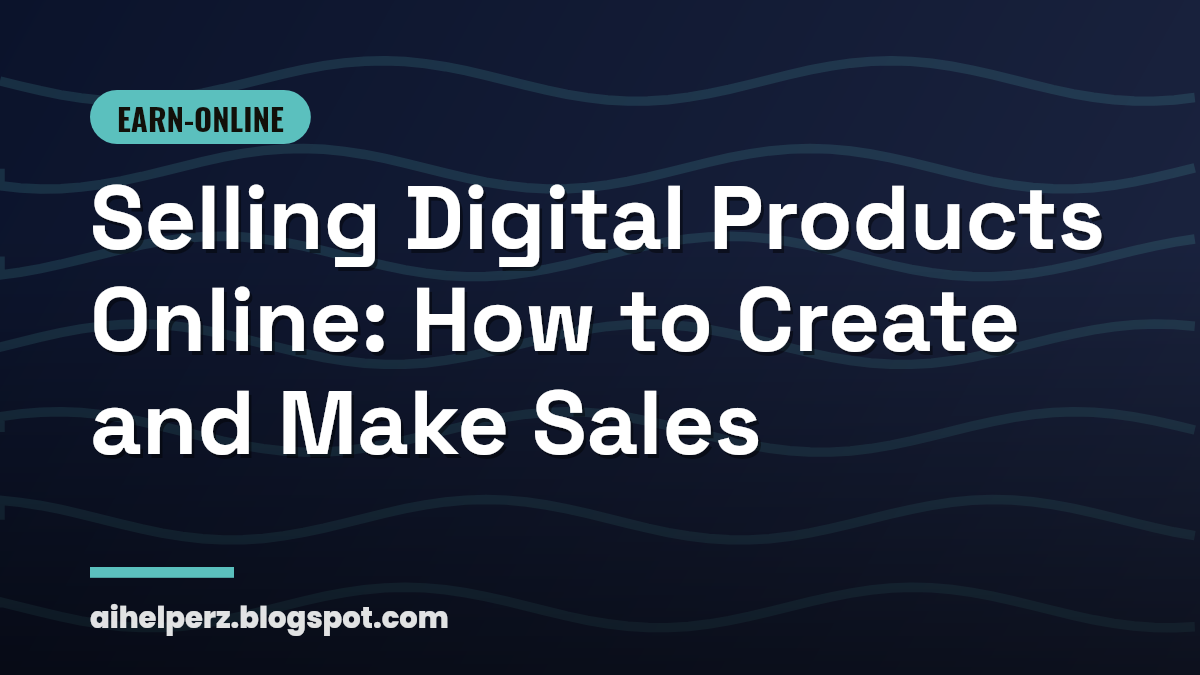 EARN-ONLINE
Selling Digital Products
Online: How to Create
and Make Sales
aihelperz.blogspot.com